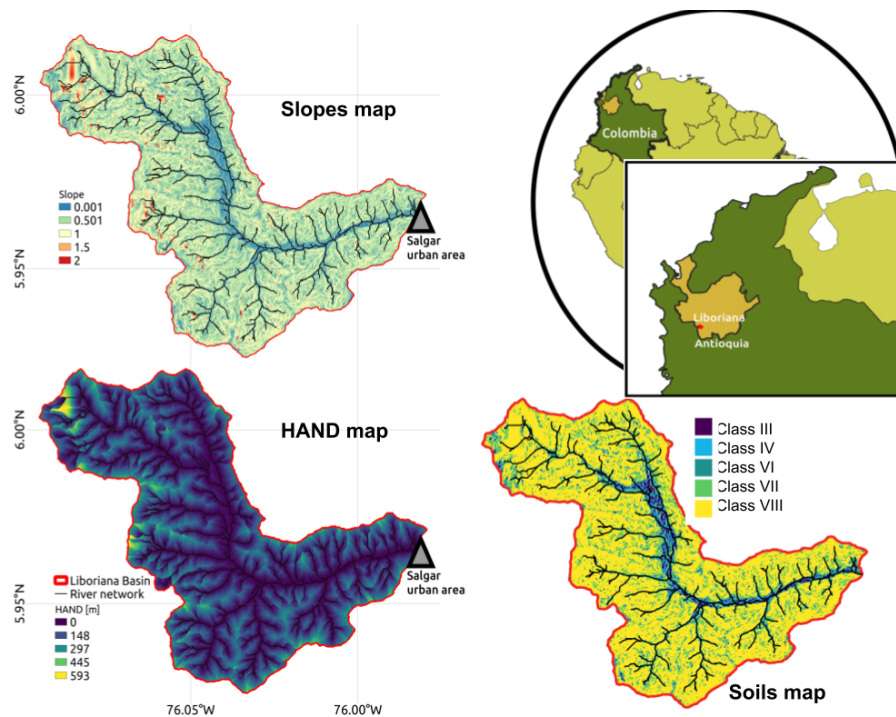 6.00°N
5.95°N
Slopes map
Slope
0.001
0.501
1
1.5
2
Salgar
urban area
Colombia
Liboriana
Antioquia
6.00°N
5.95°N
HAND map
Liboriana Basin
River network
HAND [m]
0
148
297
445
593
Salgar
urban area
76.05°W
76.00°W
Class III
Class IV
Class VI
Class VII
Class VIII
Soils map